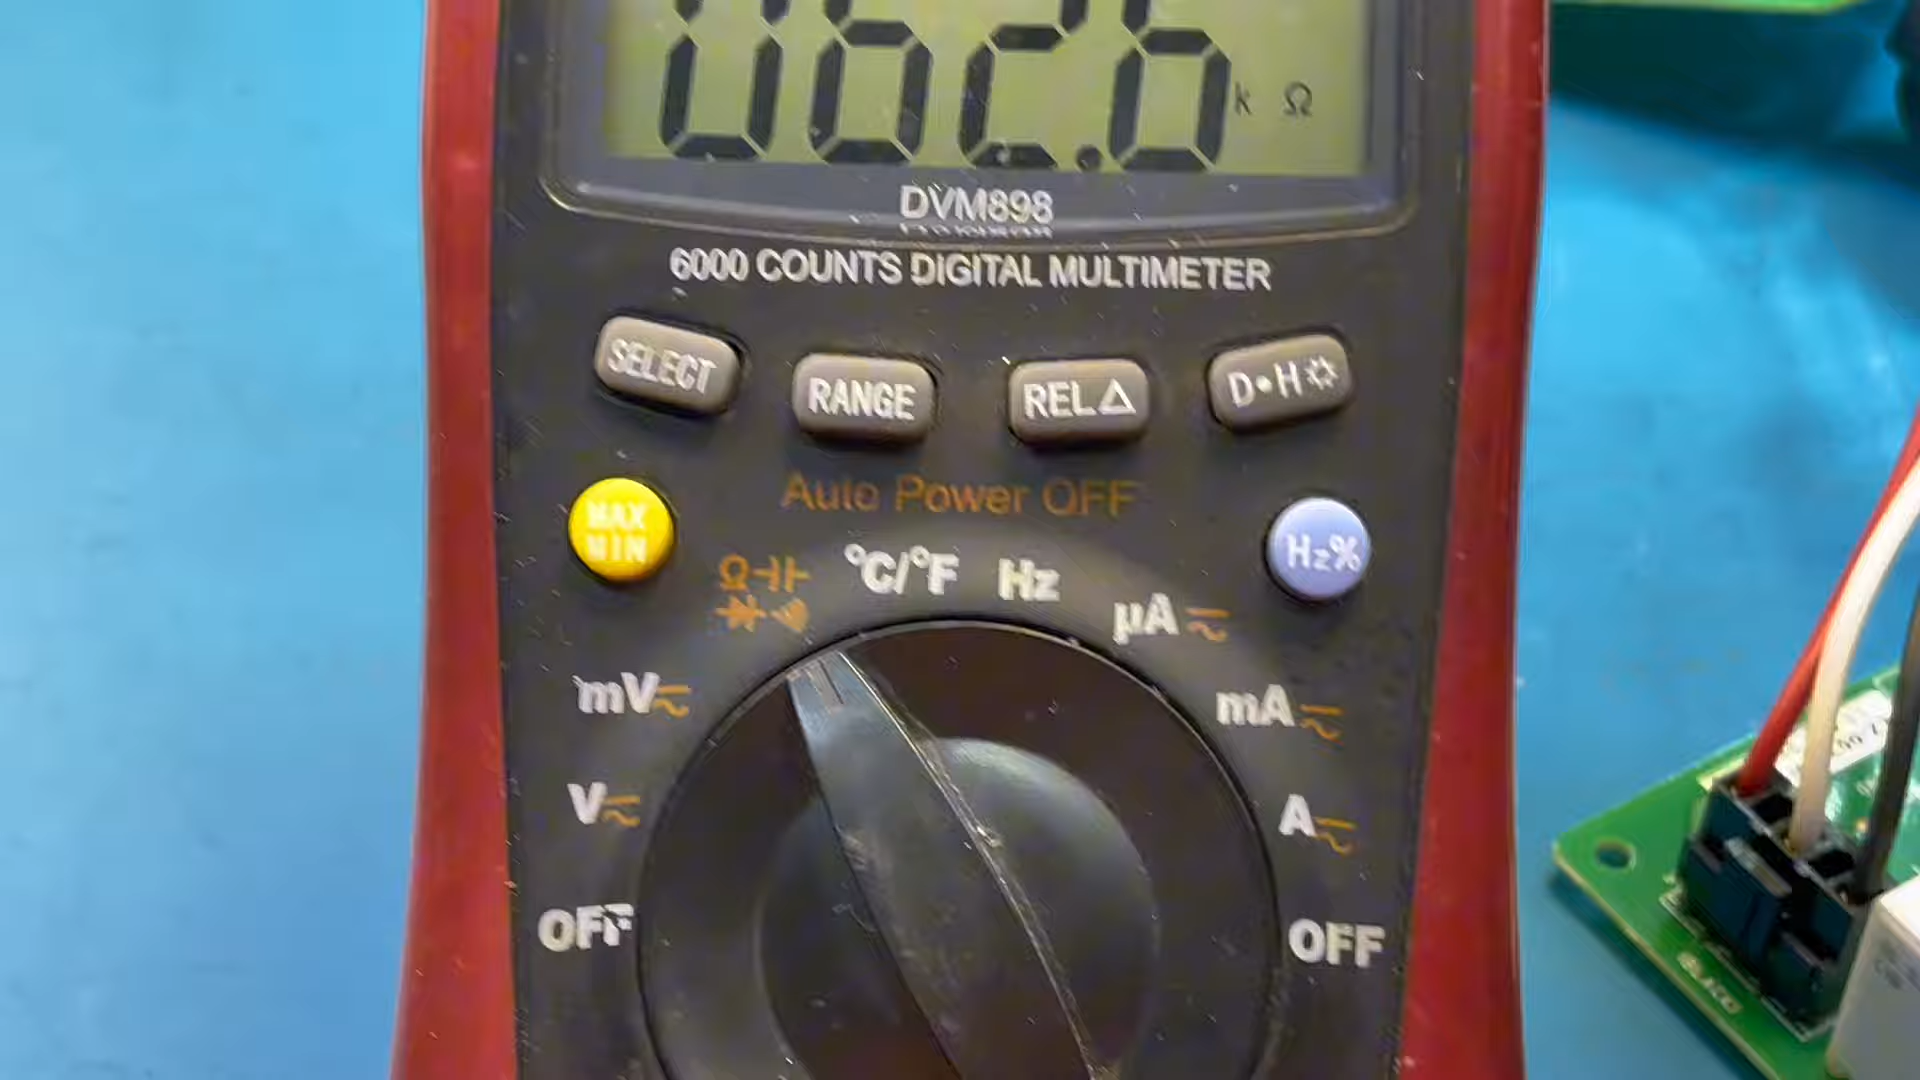 062.6 k Ω
DVM898
6000 COUNTS DIGITAL MULTIMETER
SELECT RANGE REL△ D•H
MAX
MIN
Auto Power OFF
Hz%
Ω °C/°F Hz
µA
mV mA
V A
OFF OFF